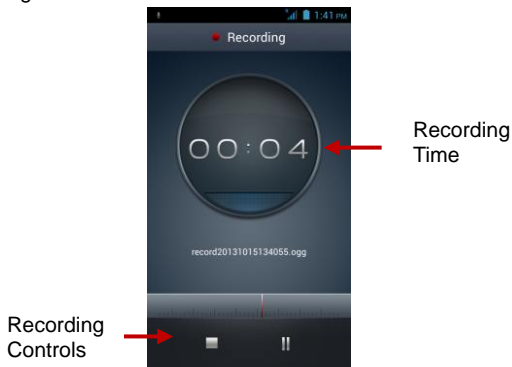 1:41 PM
Recording
00:04
Recording
Time
record20131015134055.ogg
Recording
Controls